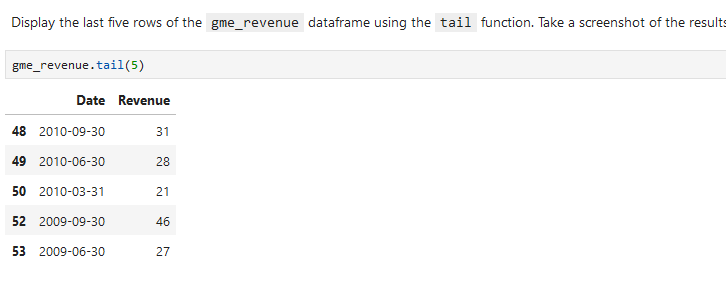 Display the last five rows of the gme_revenue dataframe using the tail function. Take a screenshot of the results
gme_revenue.tail(5)
Date Revenue
48 2010-09-30 31
49 2010-06-30 28
50 2010-03-31 21
52 2009-09-30 46
53 2009-06-30 27